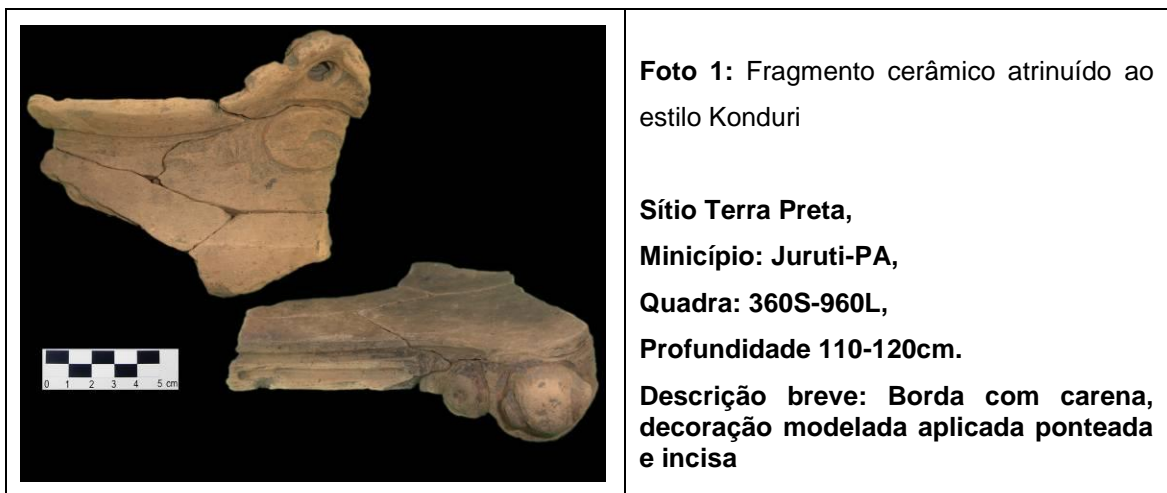 Foto 1: Fragmento cerâmico atrinuído ao
estilo Konduri
Sítio Terra Preta,
Minicípio: Juruti-PA,
Quadra: 360S-960L,
Profundidade 110-120cm.
Descrição breve: Borda com carena,
decoração modelada aplicada ponteada
e incisa
0 1 2 3 4 5 cm